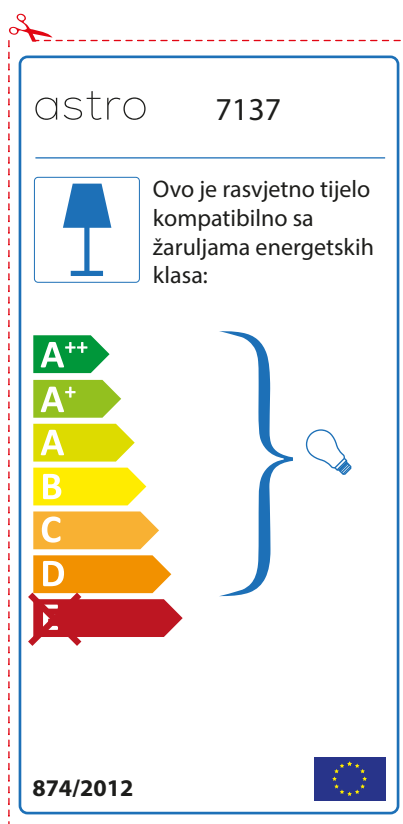 astro 7137
Ovo je rasvjetno tijelo
kompatibilno sa
žaruljama energetskih
klasa:
A++
A+
A
B
C
D
E
874/2012